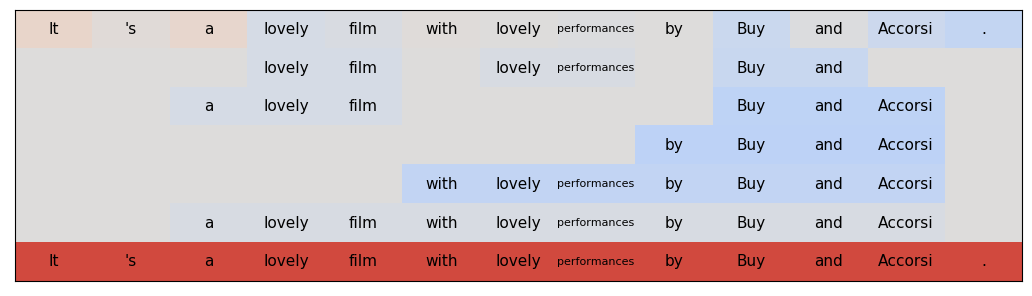 It 's a lovely film with lovely performances by Buy and Accorsi .
lovely film lovely performances Buy and
a lovely film Buy and Accorsi
by Buy and Accorsi
with lovely performances by Buy and Accorsi
a lovely film with lovely performances by Buy and Accorsi
It 's a lovely film with lovely performances by Buy and Accorsi .